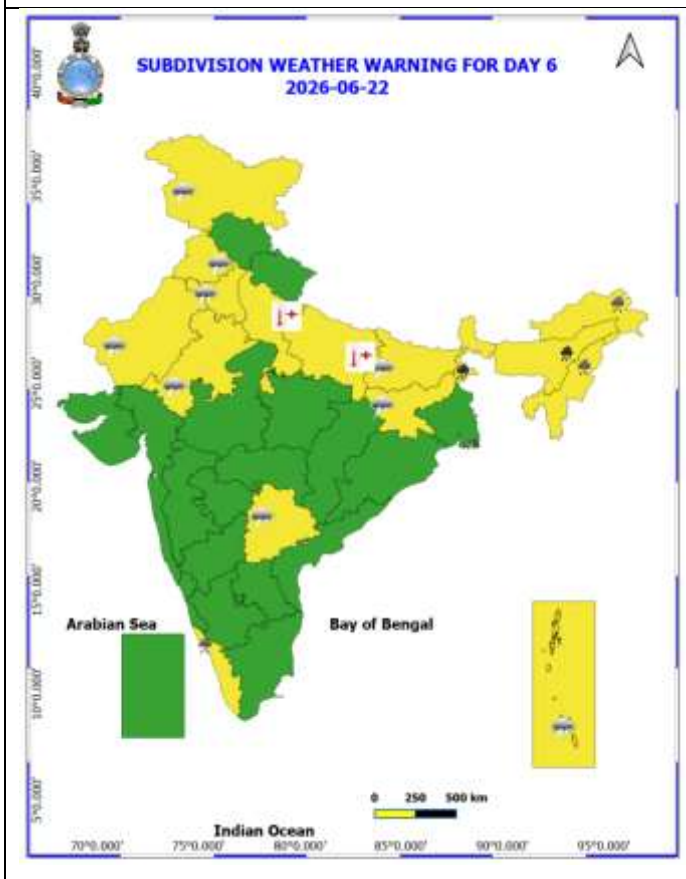 SUBDIVISION WEATHER WARNING FOR DAY 6
2026-06-22
40°0.000'
35°0.000'
30°0.000'
25°0.000'
20°0.000'
15°0.000'
10°0.000'
5°0.000'
Arabian Sea
Bay of Bengal
0 250 500 km
Indian Ocean
70°0.000' 75°0.000' 80°0.000' 85°0.000' 90°0.000' 95°0.000'